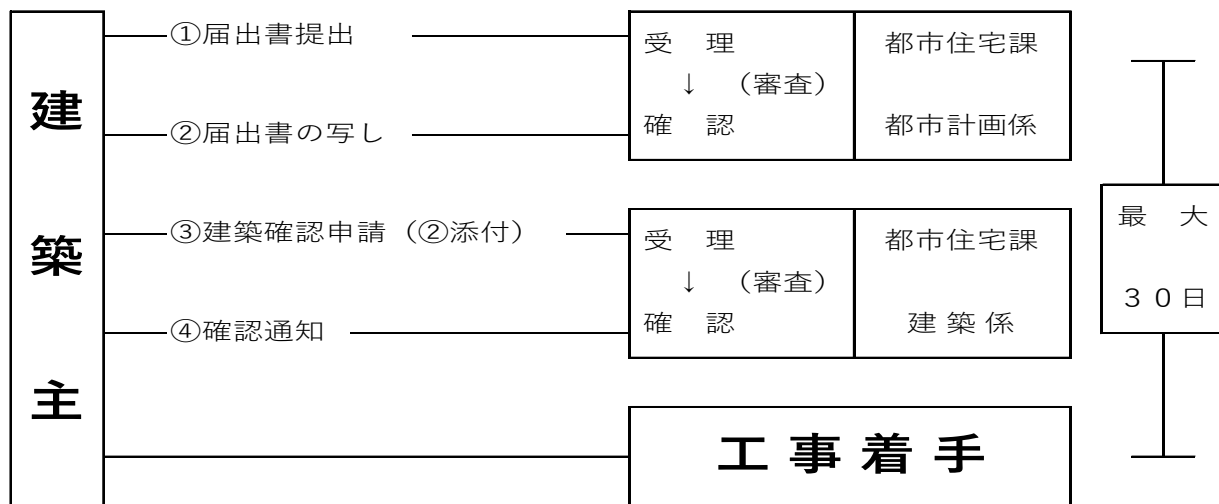 建築主
①届出書提出
受　理
↓　（審査）
確　認
都市住宅課
都市計画係
②届出書の写し
③建築確認申請（②添付）
受　理
↓　（審査）
確　認
都市住宅課
建 築 係
④確認通知
工 事 着 手
最　大
３０日